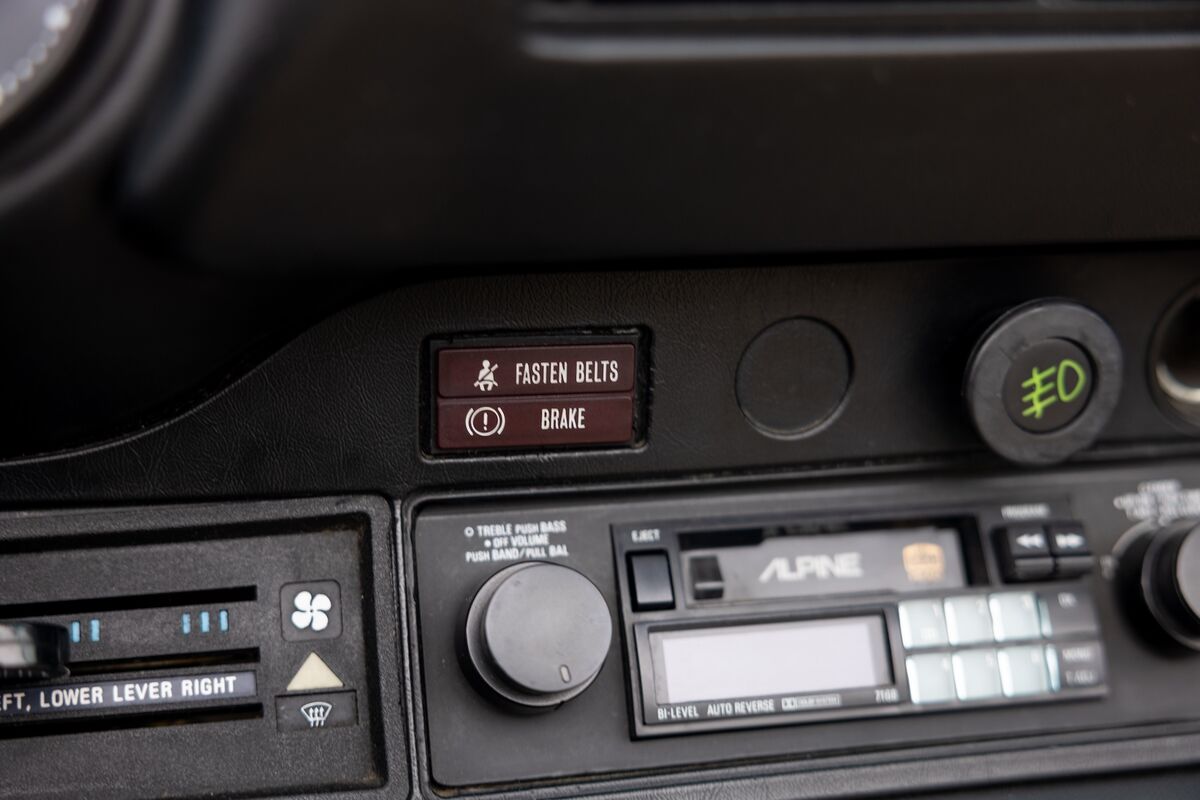 FASTEN BELTS
BRAKE
TREBLE PUSH BASS
OFF VOLUME
PUSH BAND/PULL BAL
EJECT
ALPINE
BI-LEVEL AUTO REVERSE 7168
LOWER LEVER RIGHT